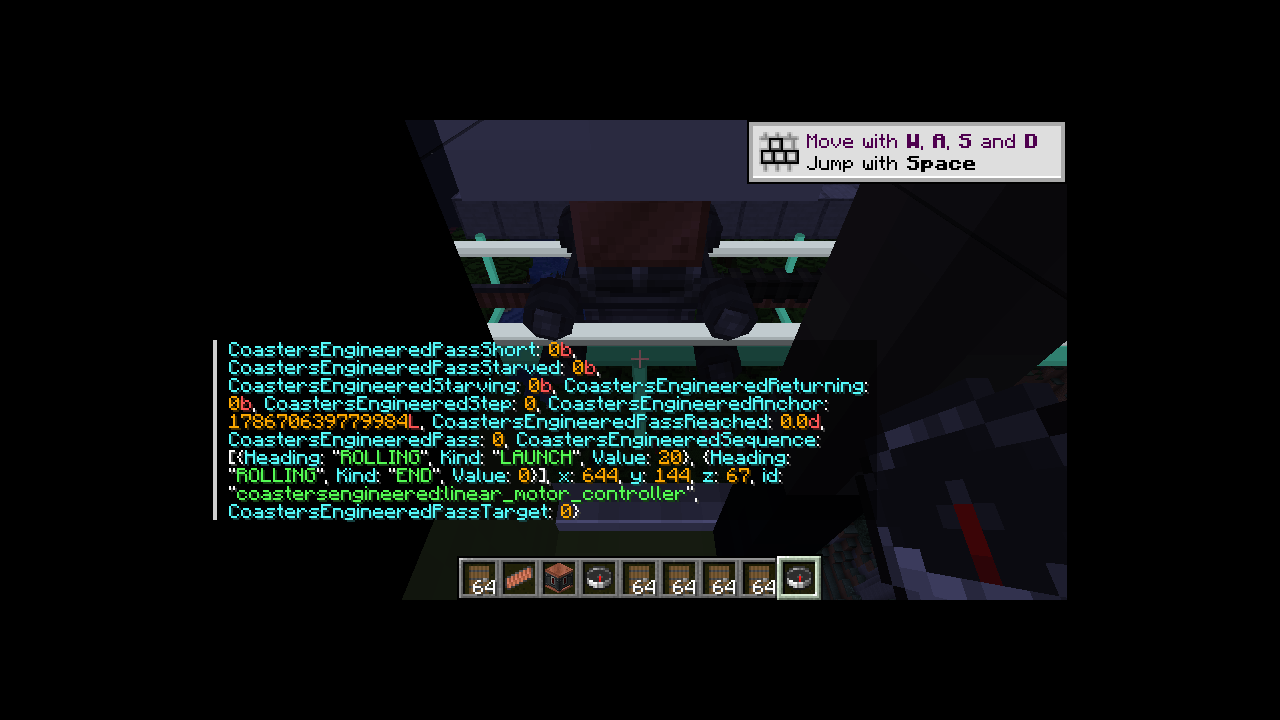 Move with W, A, S and D
Jump with Space
CoastersEngineeredPassShort: 0b,
CoastersEngineeredPassStarved: 0b,
CoastersEngineeredStarving: 0b, CoastersEngineeredReturning:
0b, CoastersEngineeredStep: 0, CoastersEngineeredAnchor:
178670639779984L, CoastersEngineeredPassReached: 0.0d,
CoastersEngineeredPass: 0, CoastersEngineeredSequence:
[{Heading: "ROLLING", Kind: "LAUNCH", Value: 20}, {Heading:
"ROLLING", Kind: "END", Value: 0}], x: 644, y: 144, z: 67, id:
"coastersengineered:linear_motor_controller",
CoastersEngineeredPassTarget: 0}
64 64 64 64 64